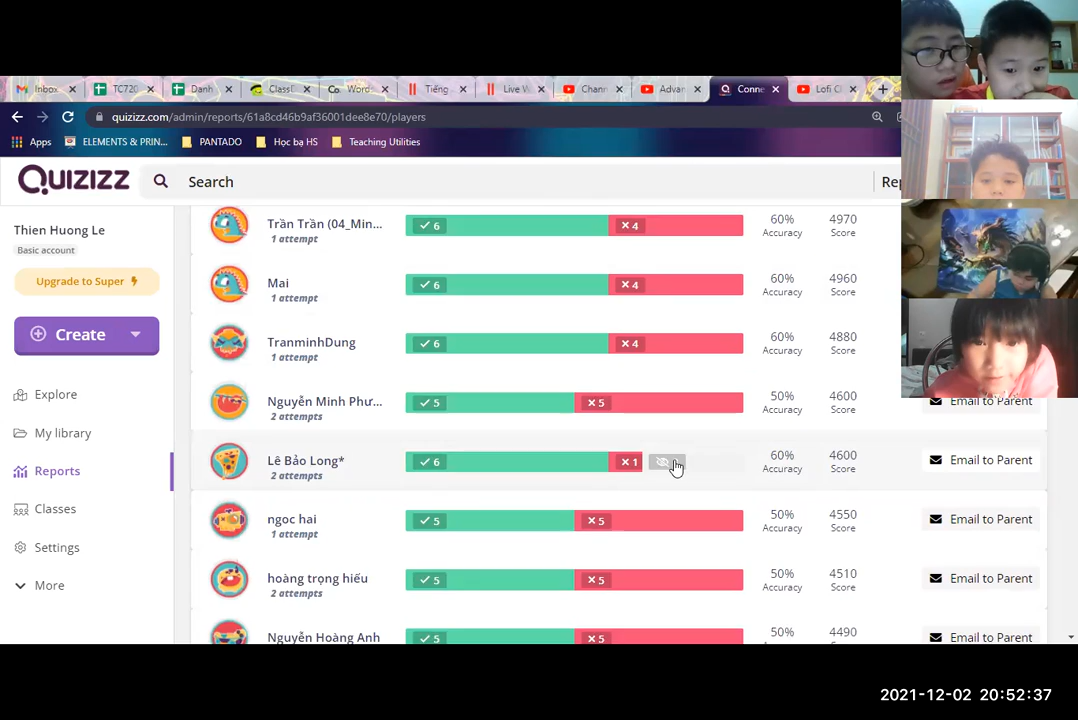 Inbox
TC720
Danh
ClassI
Co Word
Tiếng
Live W
Chann
Advar
Conne
Lofi C
quizizz.com/admin/reports/61a8cd46b9af36001dee8e70/players
Apps
ELEMENTS & PRIN...
PANTADO
Học bạ HS
Teaching Utilities
QUIZIZZ
Search
Rep
Thien Huong Le
Basic account
Upgrade to Super
Create
Explore
My library
Reports
Classes
Settings
More
Trần Trần (04_Min... 6 4 60% 4970
1 attempt Accuracy Score
Mai 6 4 60% 4960
1 attempt Accuracy Score
TranminhDung 6 4 60% 4880
1 attempt Accuracy Score
Nguyễn Minh Phư... 5 5 50% 4600 Email to Parent
2 attempts Accuracy Score
Lê Bảo Long* 6 1 60% 4600 Email to Parent
2 attempts Accuracy Score
ngoc hai 5 5 50% 4550 Email to Parent
1 attempt Accuracy Score
hoàng trọng hiếu 5 5 50% 4510 Email to Parent
2 attempts Accuracy Score
Nguyễn Hoàng Anh 5 5 50% 4490 Email to Parent
2021-12-02 20:52:37